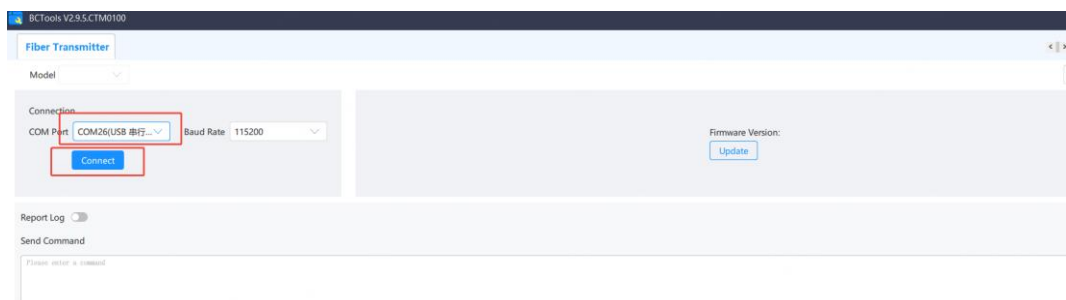 BCTools V2.9.5.CTM0100
Fiber Transmitter
Model
Connection
COM Port COM26(USB 串行... Baud Rate 115200
Connect
Firmware Version:
Update
Report Log
Send Command
Please enter a command